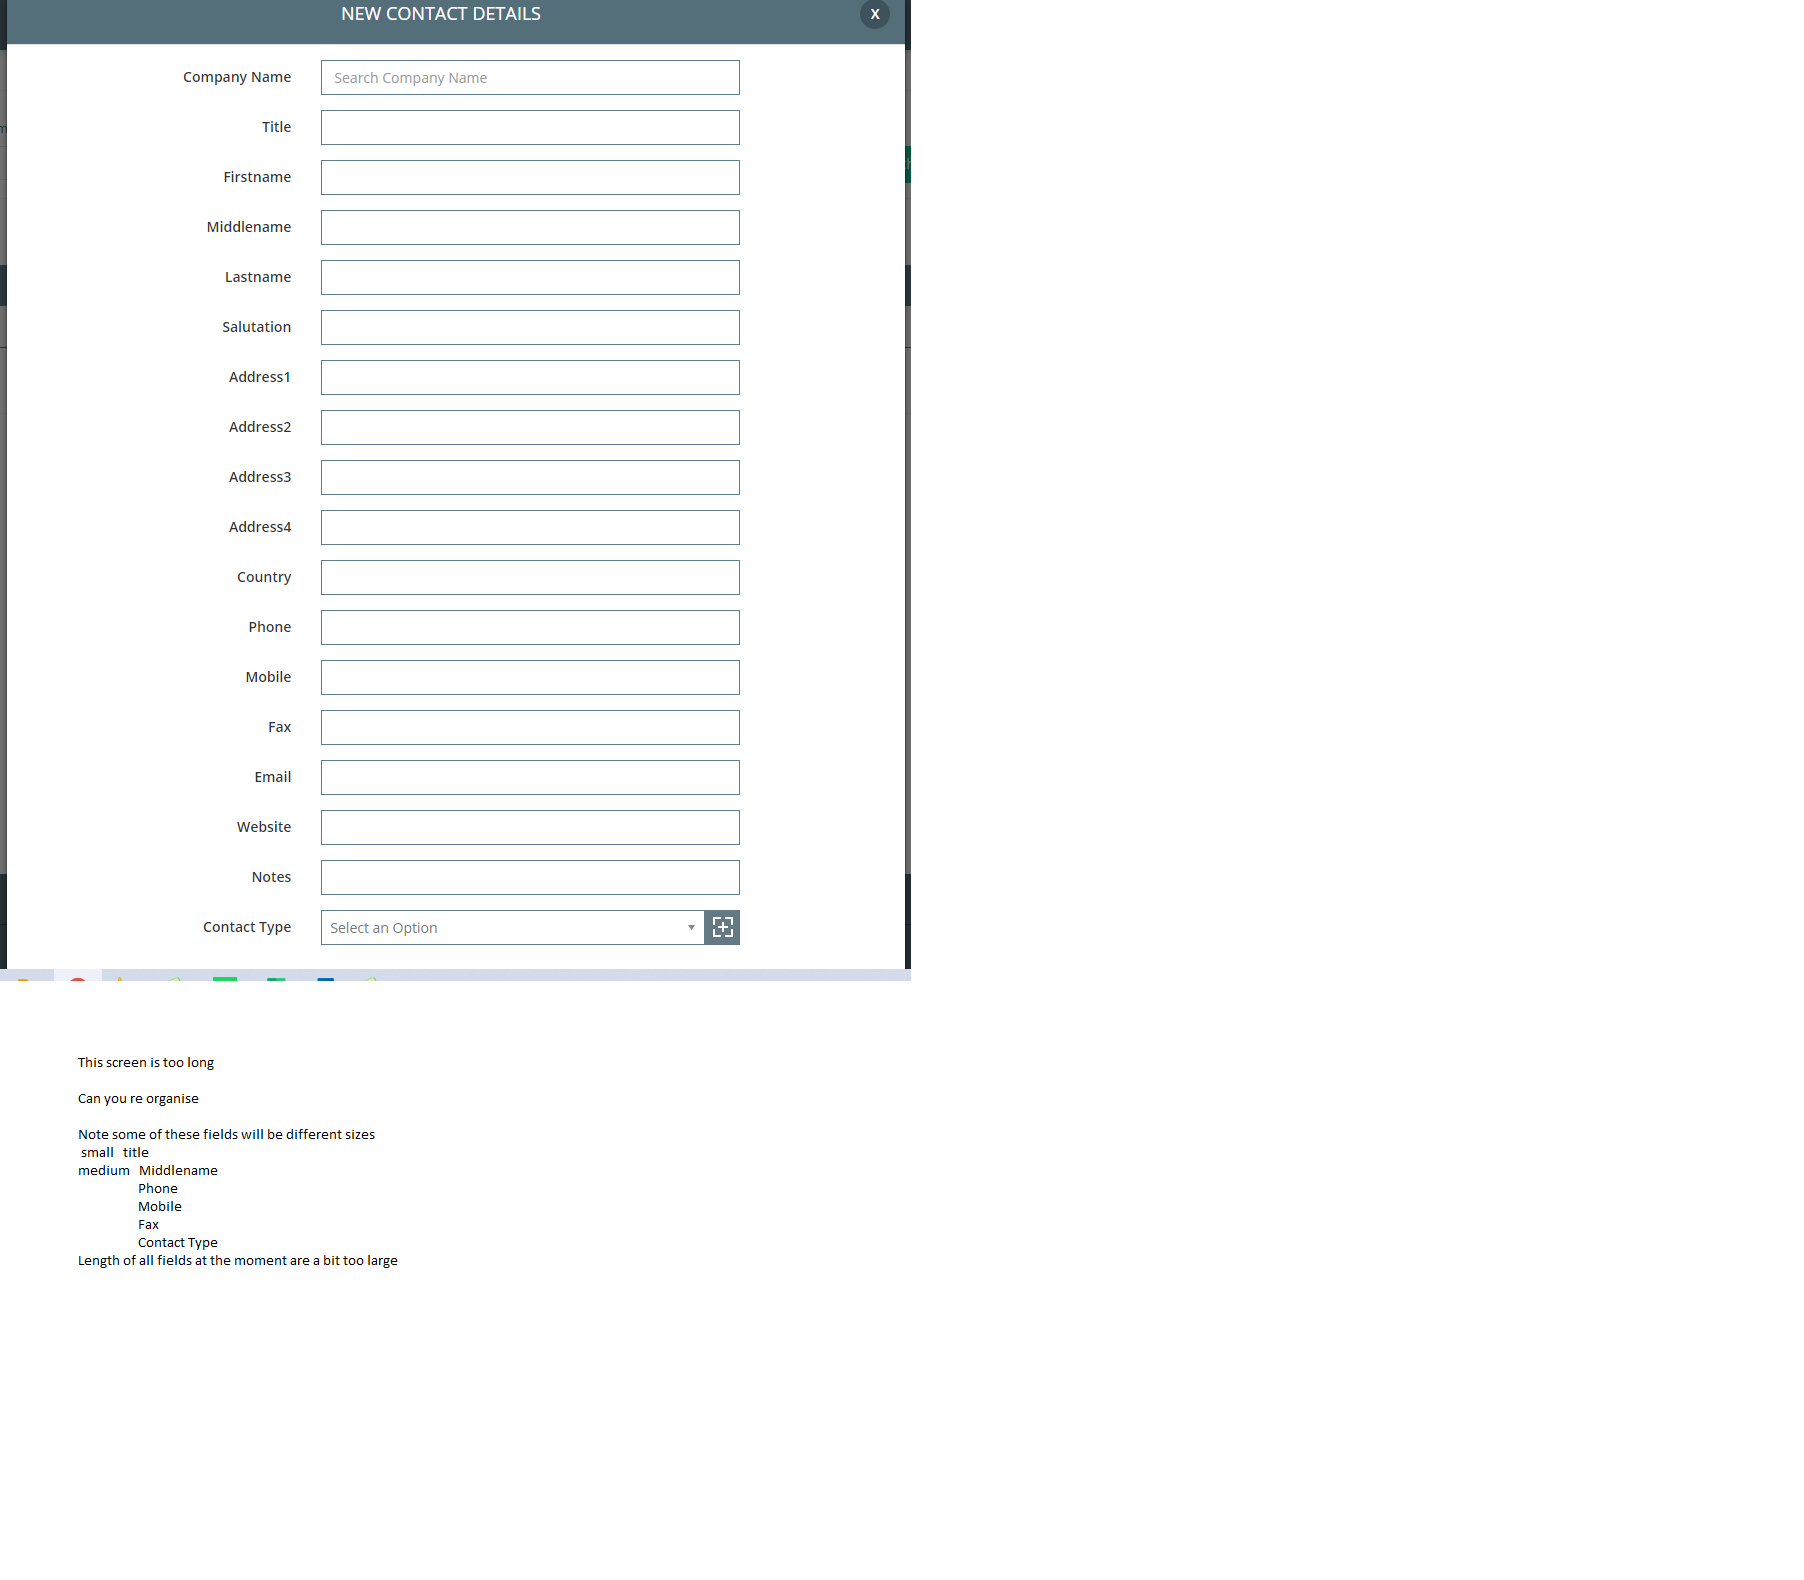 NEW CONTACT DETAILS
X
Company Name
Search Company Name
Title
Firstname
Middlename
Lastname
Salutation
Address1
Address2
Address3
Address4
Country
Phone
Mobile
Fax
Email
Website
Notes
Contact Type
Select an Option
This screen is too long
Can you re organise
Note some of these fields will be different sizes
small title
medium Middlename
Phone
Mobile
Fax
Contact Type
Length of all fields at the moment are a bit too large